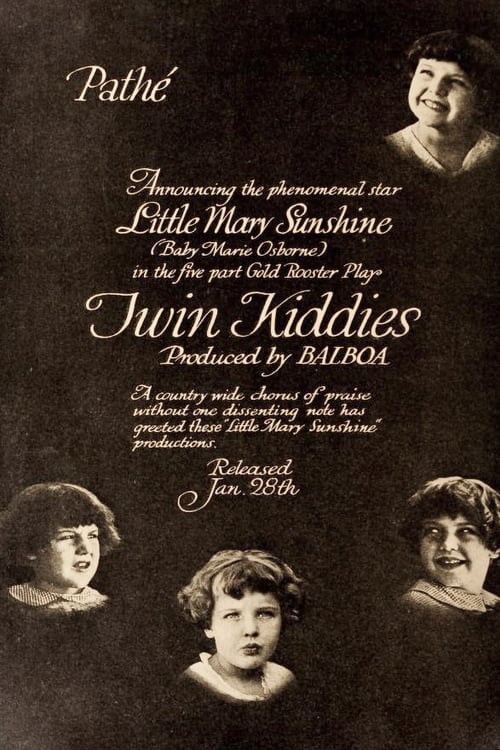 Pathé
Announcing the phenomenal star
Little Mary Sunshine
(Baby Marie Osborne)
in the five part Gold Rooster Play
Twin Kiddies
Produced by BALBOA
A country wide chorus of praise
without one dissenting note has
greeted these "Little Mary Sunshine"
productions.
Released
Jan. 28th